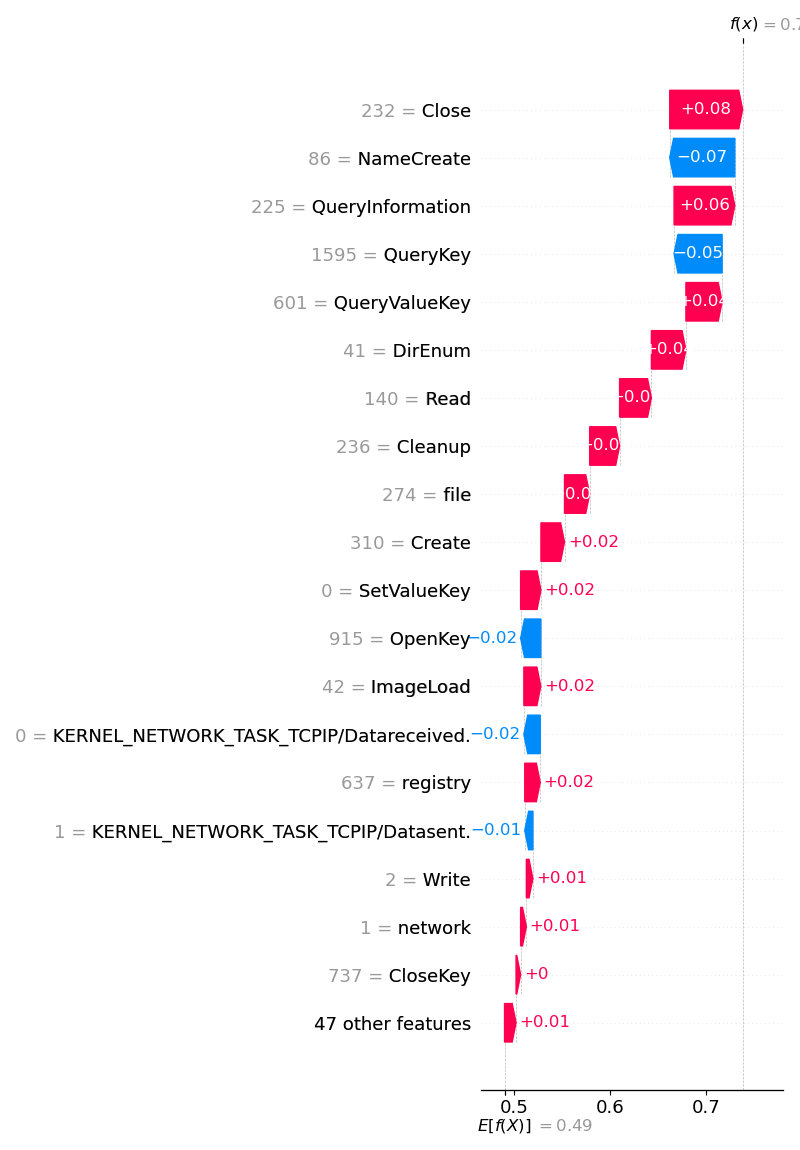 f(x) = 0.7
232 = Close +0.08
86 = NameCreate −0.07
225 = QueryInformation +0.06
1595 = QueryKey −0.05
601 = QueryValueKey +0.04
41 = DirEnum +0.04
140 = Read
236 = Cleanup
274 = file
310 = Create +0.02
0 = SetValueKey +0.02
915 = OpenKey −0.02
42 = ImageLoad +0.02
0 = KERNEL_NETWORK_TASK_TCPIP/Datareceived. −0.02
637 = registry +0.02
1 = KERNEL_NETWORK_TASK_TCPIP/Datasent. −0.01
2 = Write +0.01
1 = network +0.01
737 = CloseKey +0
47 other features +0.01
0.5 0.6 0.7
E[f(X)] = 0.49